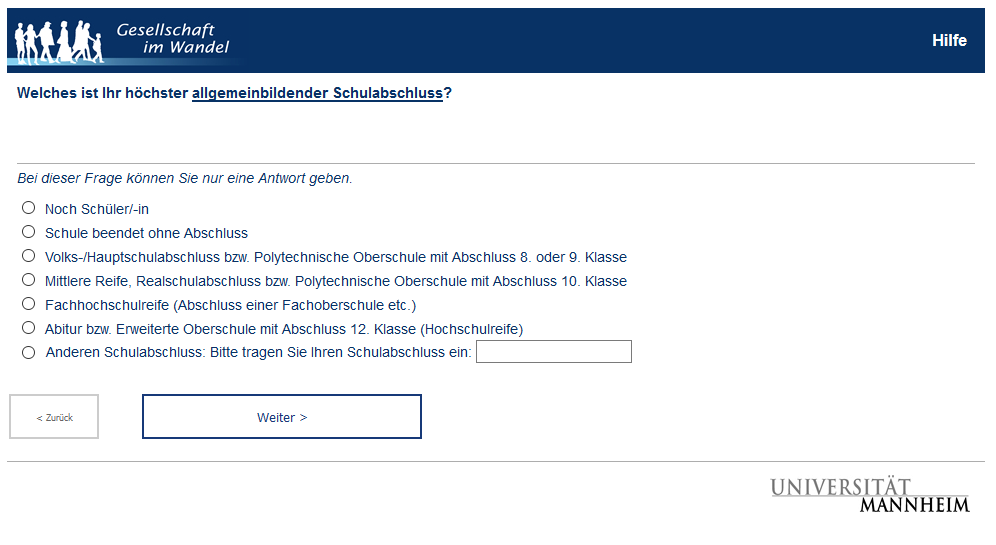 Gesellschaft
im Wandel
Hilfe
Welches ist Ihr höchster allgemeinbildender Schulabschluss?
Bei dieser Frage können Sie nur eine Antwort geben.
Noch Schüler/-in
Schule beendet ohne Abschluss
Volks-/Hauptschulabschluss bzw. Polytechnische Oberschule mit Abschluss 8. oder 9. Klasse
Mittlere Reife, Realschulabschluss bzw. Polytechnische Oberschule mit Abschluss 10. Klasse
Fachhochschulreife (Abschluss einer Fachoberschule etc.)
Abitur bzw. Erweiterte Oberschule mit Abschluss 12. Klasse (Hochschulreife)
Anderen Schulabschluss: Bitte tragen Sie Ihren Schulabschluss ein:
< Zurück
Weiter >
UNIVERSITÄT
MANNHEIM